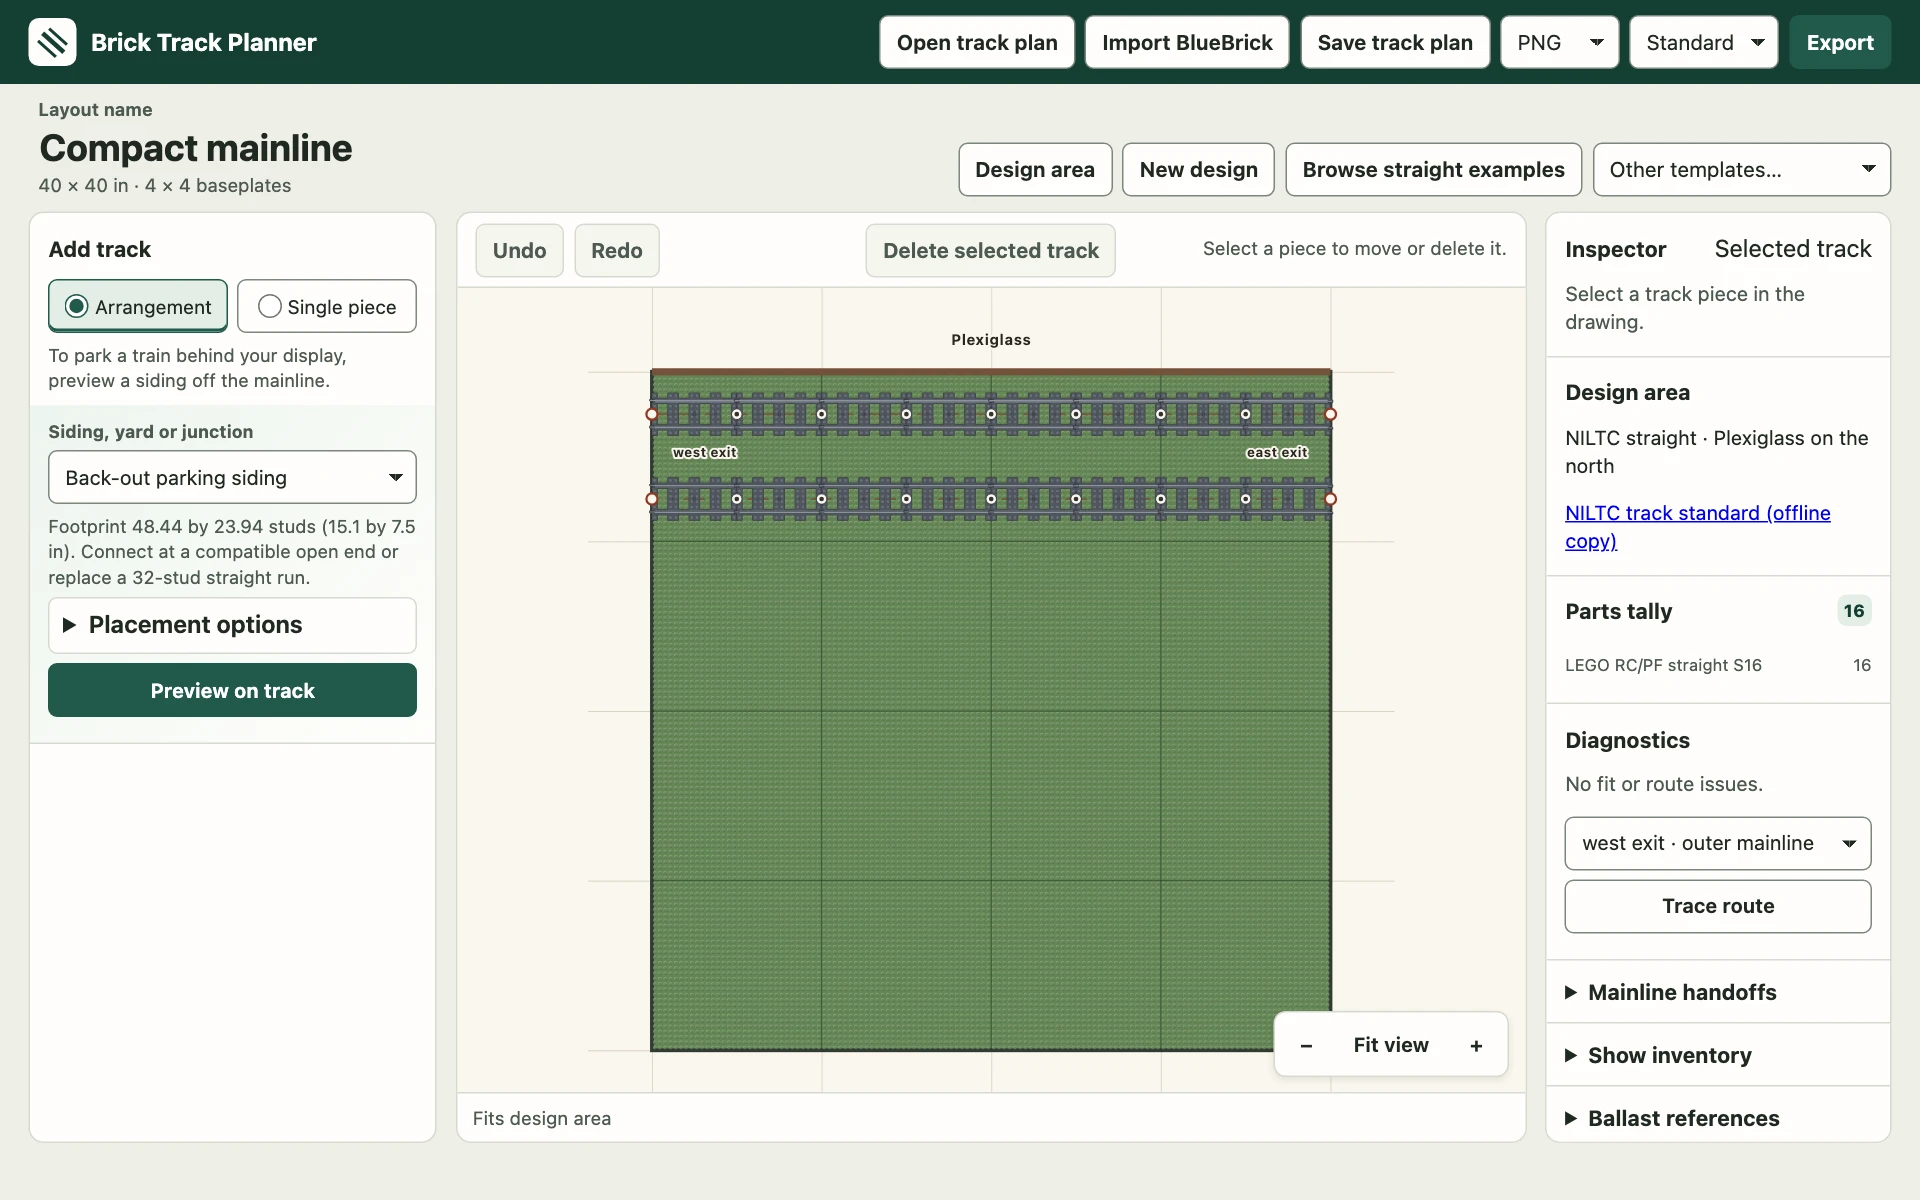 Brick Track Planner
Open track plan
Import BlueBrick
Save track plan
PNG
Standard
Export
Layout name
Compact mainline
40 × 40 in · 4 × 4 baseplates
Design area
New design
Browse straight examples
Other templates...
Add track
Arrangement
Single piece
To park a train behind your display,
preview a siding off the mainline.
Siding, yard or junction
Back-out parking siding
Footprint 48.44 by 23.94 studs (15.1 by 7.5
in). Connect at a compatible open end or
replace a 32-stud straight run.
Placement options
Preview on track
Undo
Redo
Delete selected track
Select a piece to move or delete it.
Plexiglass
west exit
east exit
−
Fit view
+
Fits design area
Inspector
Selected track
Select a track piece in the
drawing.
Design area
NILTC straight · Plexiglass on the
north
NILTC track standard (offline
copy)
Parts tally
16
LEGO RC/PF straight S16
16
Diagnostics
No fit or route issues.
west exit · outer mainline
Trace route
Mainline handoffs
Show inventory
Ballast references